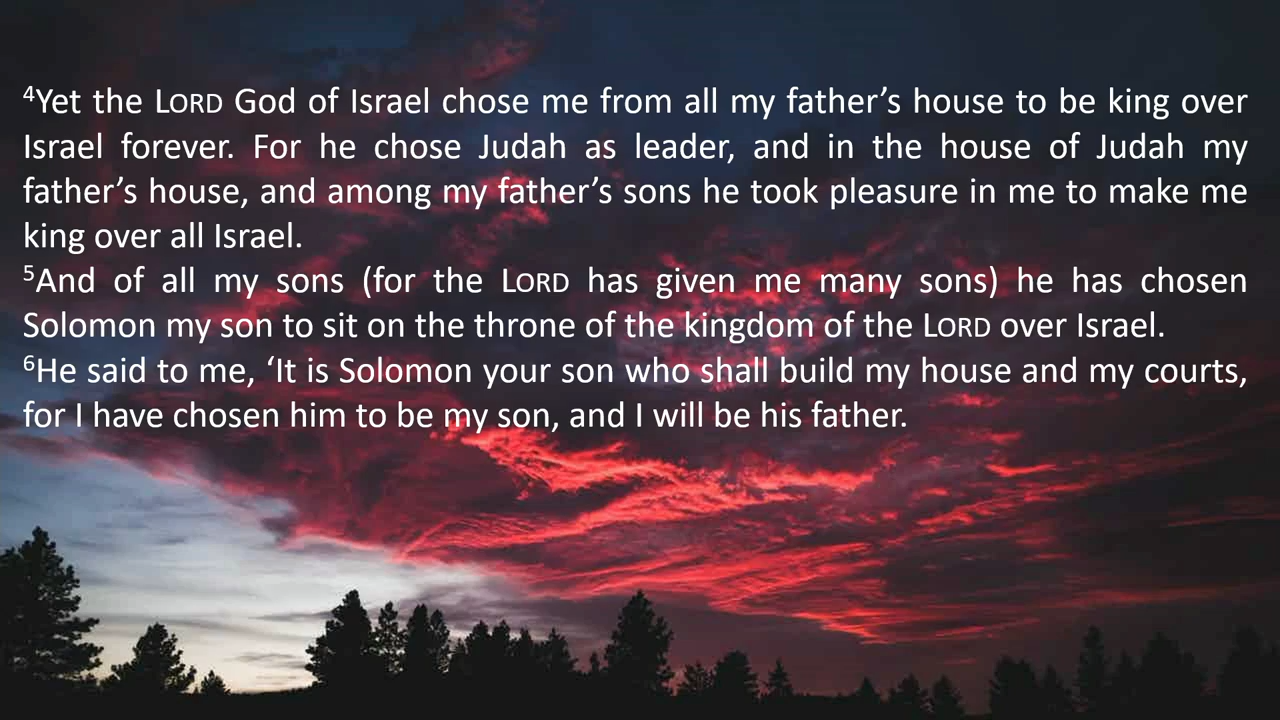 ⁴Yet the LORD God of Israel chose me from all my father’s house to be king over
Israel forever. For he chose Judah as leader, and in the house of Judah my
father’s house, and among my father’s sons he took pleasure in me to make me
king over all Israel.
⁵And of all my sons (for the LORD has given me many sons) he has chosen
Solomon my son to sit on the throne of the kingdom of the LORD over Israel.
⁶He said to me, ‘It is Solomon your son who shall build my house and my courts,
for I have chosen him to be my son, and I will be his father.